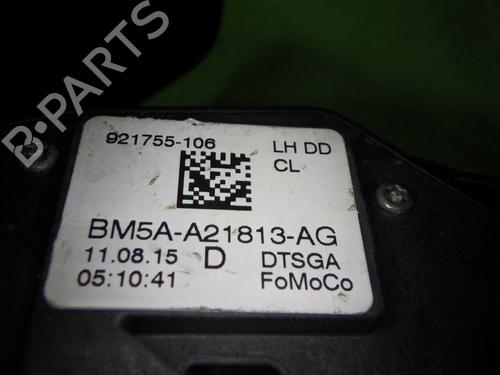 B-PARTS
921755-106 LH DD
CL
BM5A-A21813-AG
11.08.15 D DTSGA
05:10:41 FoMoCo